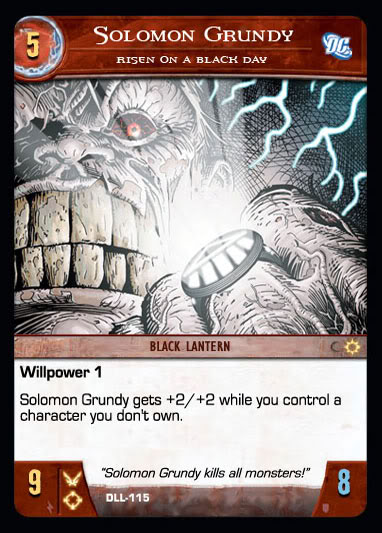 5
SOLOMON GRUNDY
RISEN ON A BLACK DAY
DC
BLACK LANTERN
C
Willpower 1
Solomon Grundy gets +2/+2 while you control a
character you don't own.
9
"Solomon Grundy kills all monsters!"
DLL-115
8